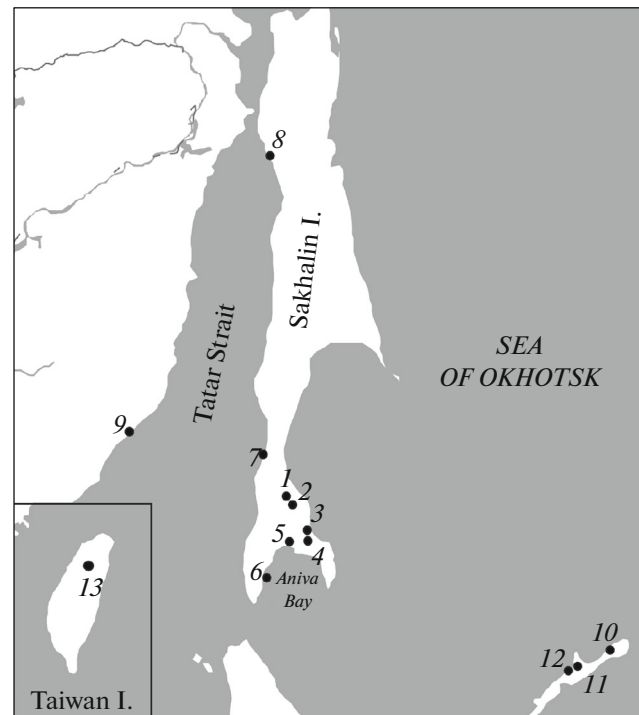 8
Sakhalin I.
Tatar Strait
SEA
OF OKHOTSK
9
7
1
2
3
5
4
6
Aniva
Bay
13
Taiwan I.
10
12
11